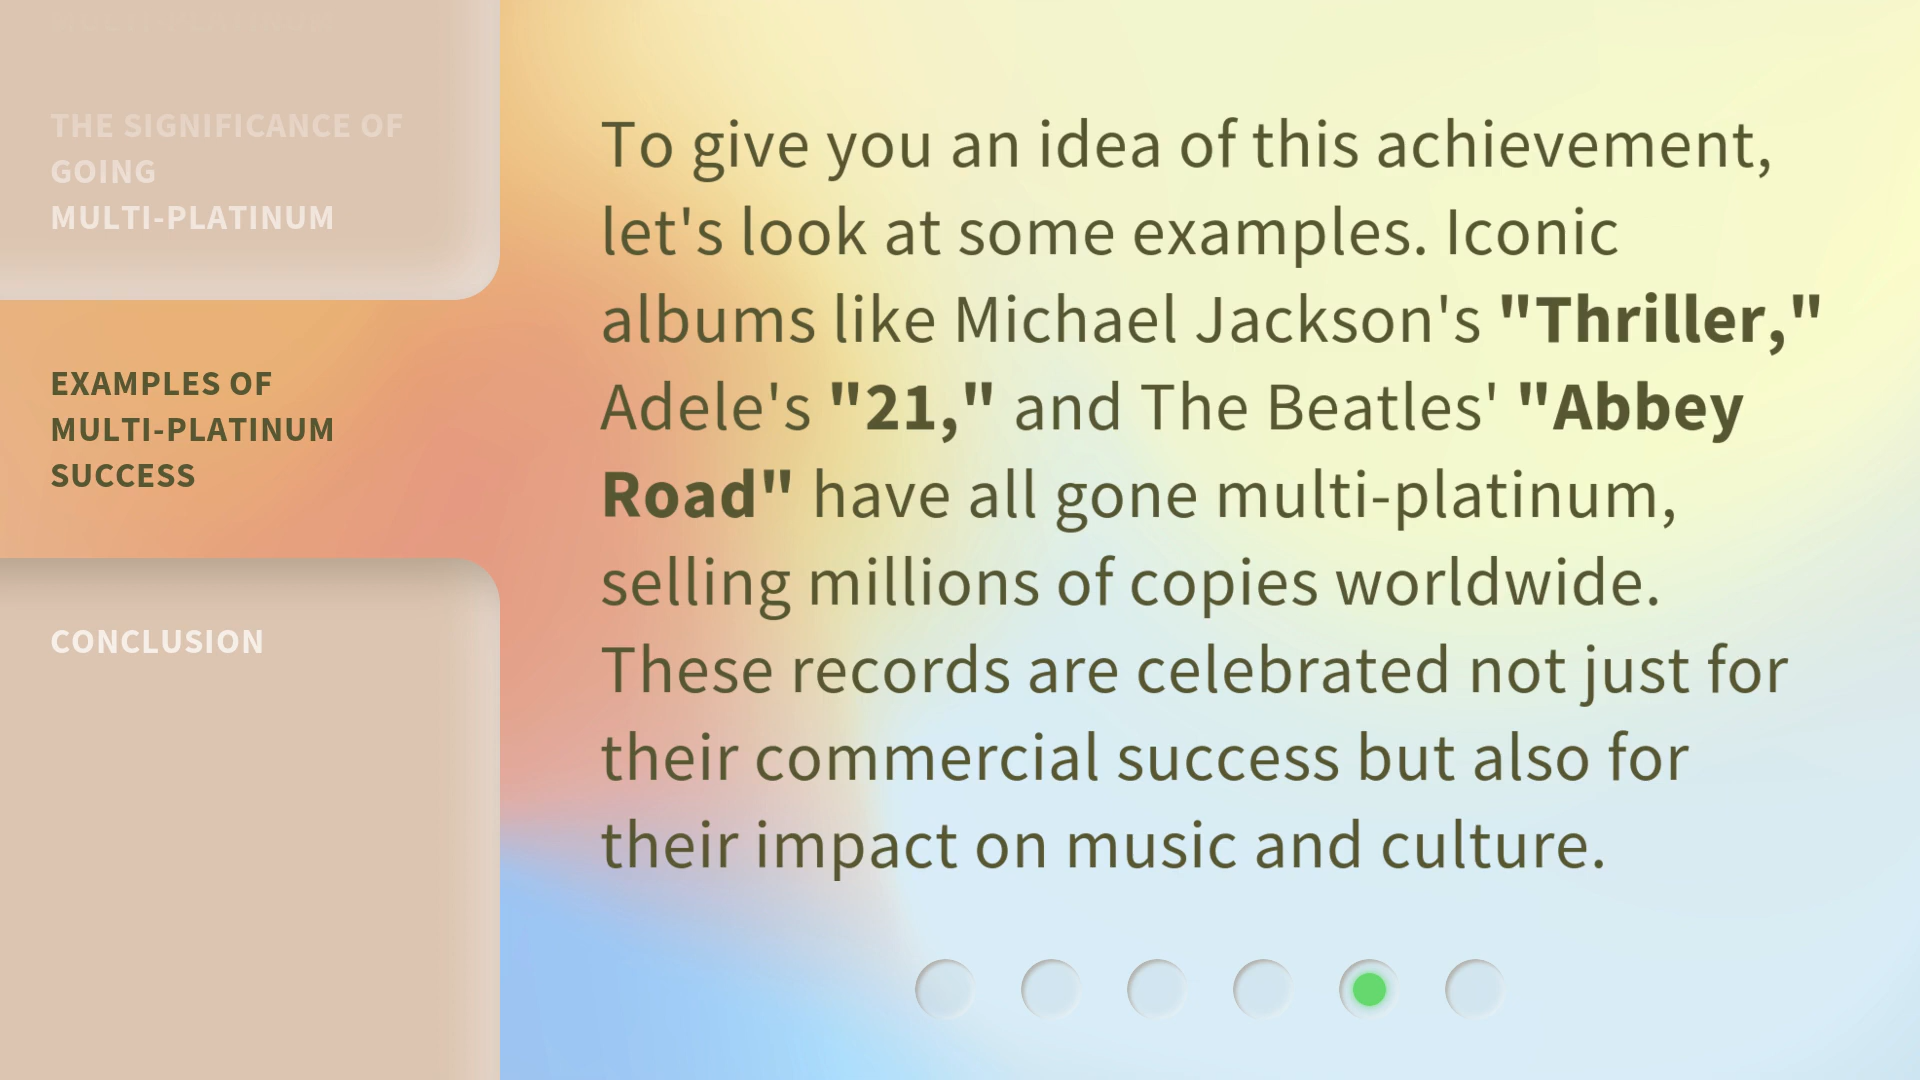 THE SIGNIFICANCE OF
GOING
MULTI-PLATINUM
EXAMPLES OF
MULTI-PLATINUM
SUCCESS
CONCLUSION
To give you an idea of this achievement,
let's look at some examples. Iconic
albums like Michael Jackson's "Thriller,"
Adele's "21," and The Beatles' "Abbey
Road" have all gone multi-platinum,
selling millions of copies worldwide.
These records are celebrated not just for
their commercial success but also for
their impact on music and culture.